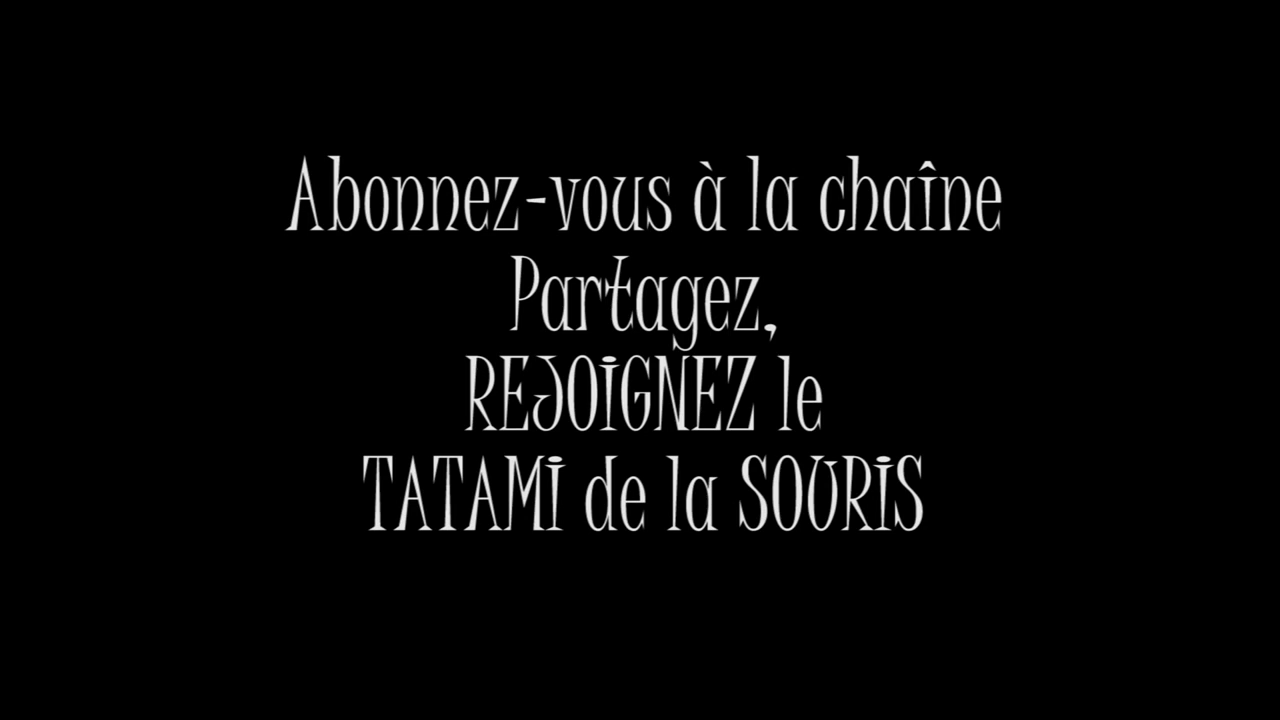 Abonnez-vous à la chaîne
Partagez,
REJOIGNEZ le
TATAMI de la SOURIS